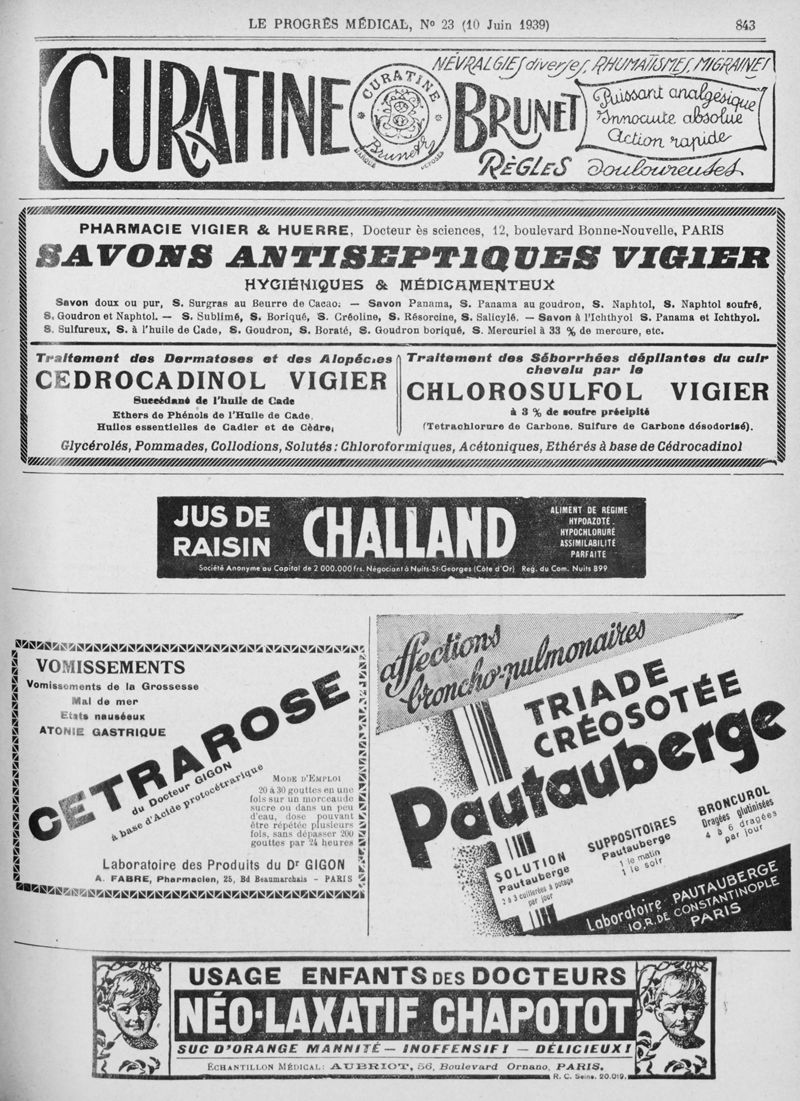 LE PROGRÈS MÉDICAL, N° 23 (10 Juin 1939) 843
CURATINE
CURATINE
Brunet
MARQUE DÉPOSÉE
BRUNET
NÉVRALGIES diverses, RHUMATISMES, MIGRAINES
Puissant analgésique
Innocuité absolue
Action rapide
RÈGLES douloureuses
PHARMACIE VIGIER & HUERRE, Docteur ès sciences, 12, boulevard Bonne-Nouvelle, PARIS
SAVONS ANTISEPTIQUES VIGIER
HYGIÉNIQUES & MÉDICAMENTEUX
Savon doux ou pur, S. Surgras au Beurre de Cacao. — Savon Panama, S. Panama au goudron, S. Naphtol, S. Naphtol soufré,
S. Goudron et Naphtol. — S. Sublimé, S. Boriqué, S. Créoline, S. Résorcine, S. Salicylé. — Savon à l'Ichthyol S. Panama et Ichthyol.
S. Sulfureux, S. à l'huile de Cade, S. Goudron, S. Boraté, S. Goudron boriqué, S. Mercuriel à 33 % de mercure, etc.
Traitement des Dermatoses et des Alopécies
CEDROCADINOL VIGIER
Succédané de l'huile de Cade
Ethers de Phénols de l'Huile de Cade,
Huiles essentielles de Cadier et de Cèdre,
Traitement des Séborrhées dépilantes du cuir
chevelu par le
CHLOROSULFOL VIGIER
à 3 % de soufre précipité
(Tetrachlorure de Carbone. Sulfure de Carbone désodorisé).
Glycérolés, Pommades, Collodions, Solutés: Chloroformiques, Acétoniques, Ethérés à base de Cédrocadinol
JUS DE
RAISIN
CHALLAND
ALIMENT DE RÉGIME
HYPOAZOTÉ.
HYPOCHLORURÉ
ASSIMILABILITÉ
PARFAITE
Société Anonyme au Capital de 2 000.000 frs. Négociant à Nuits-St-Georges (Côte d'Or) Reg. du Com. Nuits 899
VOMISSEMENTS
Vomissements de la Grossesse
Mal de mer
Etats nauséeux
ATONIE GASTRIQUE
CETRAROSE
du Docteur GIGON
à base d'Acide protocétrarique
MODE D'EMPLOI
20 à 30 gouttes en une
fois sur un morceau de
sucre ou dans un peu
d'eau, dose pouvant
être répétée plusieurs
fois, sans dépasser 200
gouttes par 24 heures
Laboratoire des Produits du Dr GIGON
A. FABRE, Pharmacien, 25, Bd Beaumarchais - PARIS
affections
broncho-pulmonaires
TRIADE
CRÉOSOTÉE
Pautauberge
SOLUTION
Pautauberge
2 à 3 cuillerées à potage
par jour
SUPPOSITOIRES
Pautauberge
1 le matin
1 le soir
BRONCUROL
Dragées glutinisées
4 à 6 dragées
par jour
Laboratoire PAUTAUBERGE
10, R. DE CONSTANTINOPLE
PARIS
USAGE ENFANTS DES DOCTEURS
NÉO-LAXATIF CHAPOTOT
SUC D'ORANGE MANNITÉ — INOFFENSIF! — DÉLICIEUX!
ÉCHANTILLON MÉDICAL: AUBRIOT, 56, Boulevard Ornano, PARIS.
R. C. Seine. 20.019.